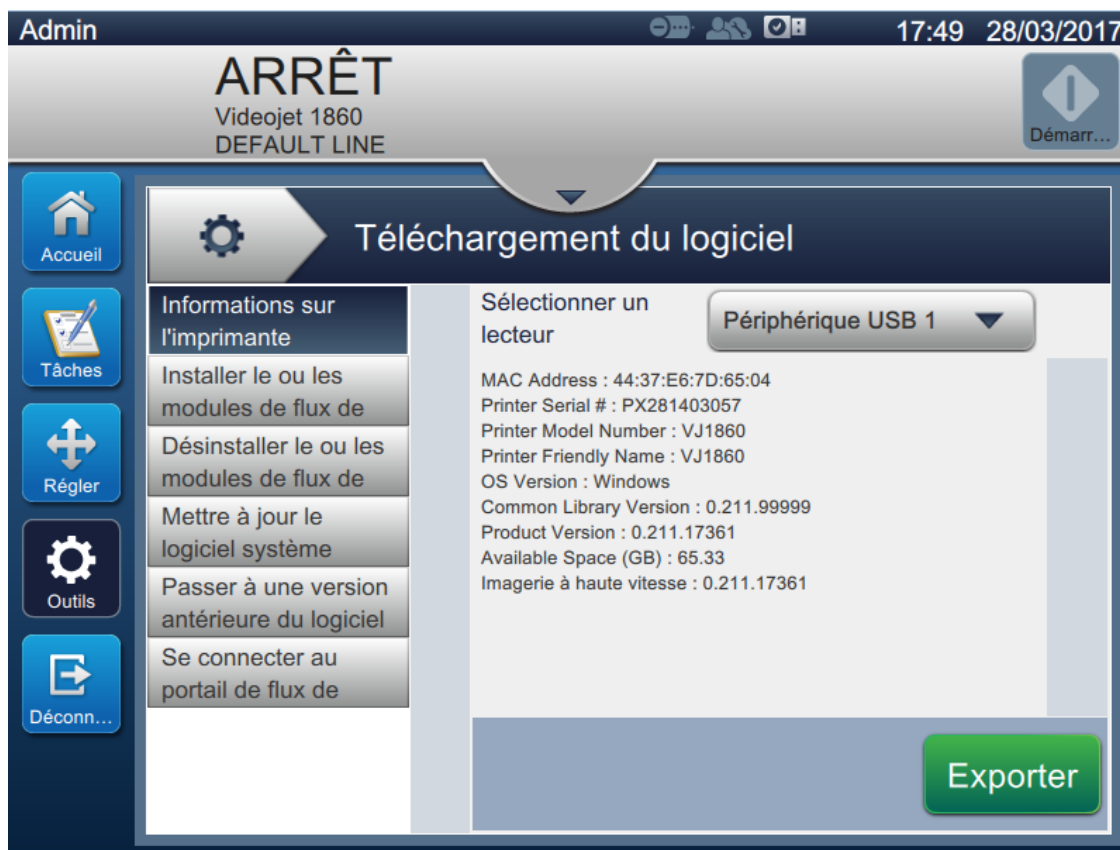 Admin
17:49 28/03/2017
ARRÊT
Videojet 1860
DEFAULT LINE
Démarr...
Accueil
Tâches
Régler
Outils
Déconn...
Téléchargement du logiciel
Informations sur
l'imprimante
Installer le ou les
modules de flux de
Désinstaller le ou les
modules de flux de
Mettre à jour le
logiciel système
Passer à une version
antérieure du logiciel
Se connecter au
portail de flux de
Sélectionner un
lecteur
Périphérique USB 1
MAC Address : 44:37:E6:7D:65:04
Printer Serial # : PX281403057
Printer Model Number : VJ1860
Printer Friendly Name : VJ1860
OS Version : Windows
Common Library Version : 0.211.99999
Product Version : 0.211.17361
Available Space (GB) : 65.33
Imagerie à haute vitesse : 0.211.17361
Exporter